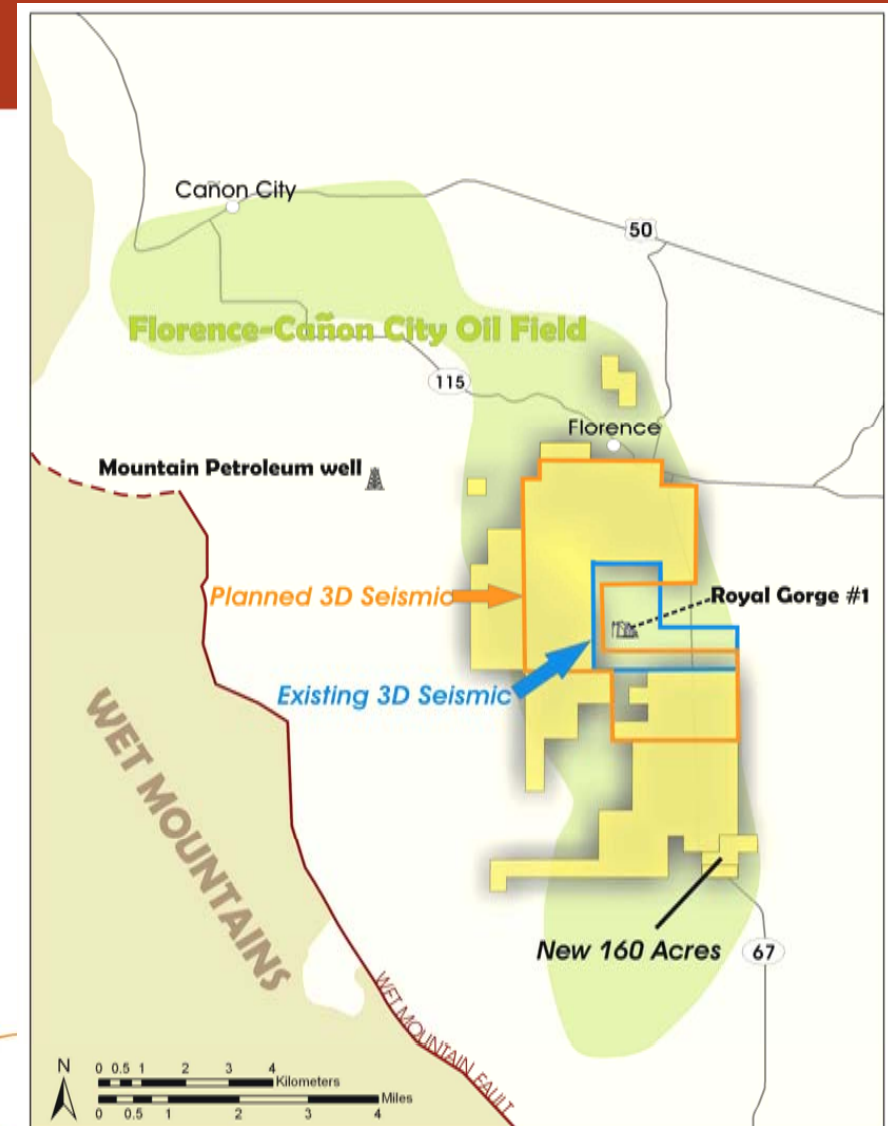 Cañon City
50
Florence-Cañon City Oil Field
115
Florence
Mountain Petroleum well
Planned 3D Seismic
Royal Gorge #1
Existing 3D Seismic
WET MOUNTAINS
New 160 Acres
67
WET MOUNTAIN FAULT
N
0 0.5 1 2 3 4
Kilometers
Miles
0 0.5 1 2 3 4